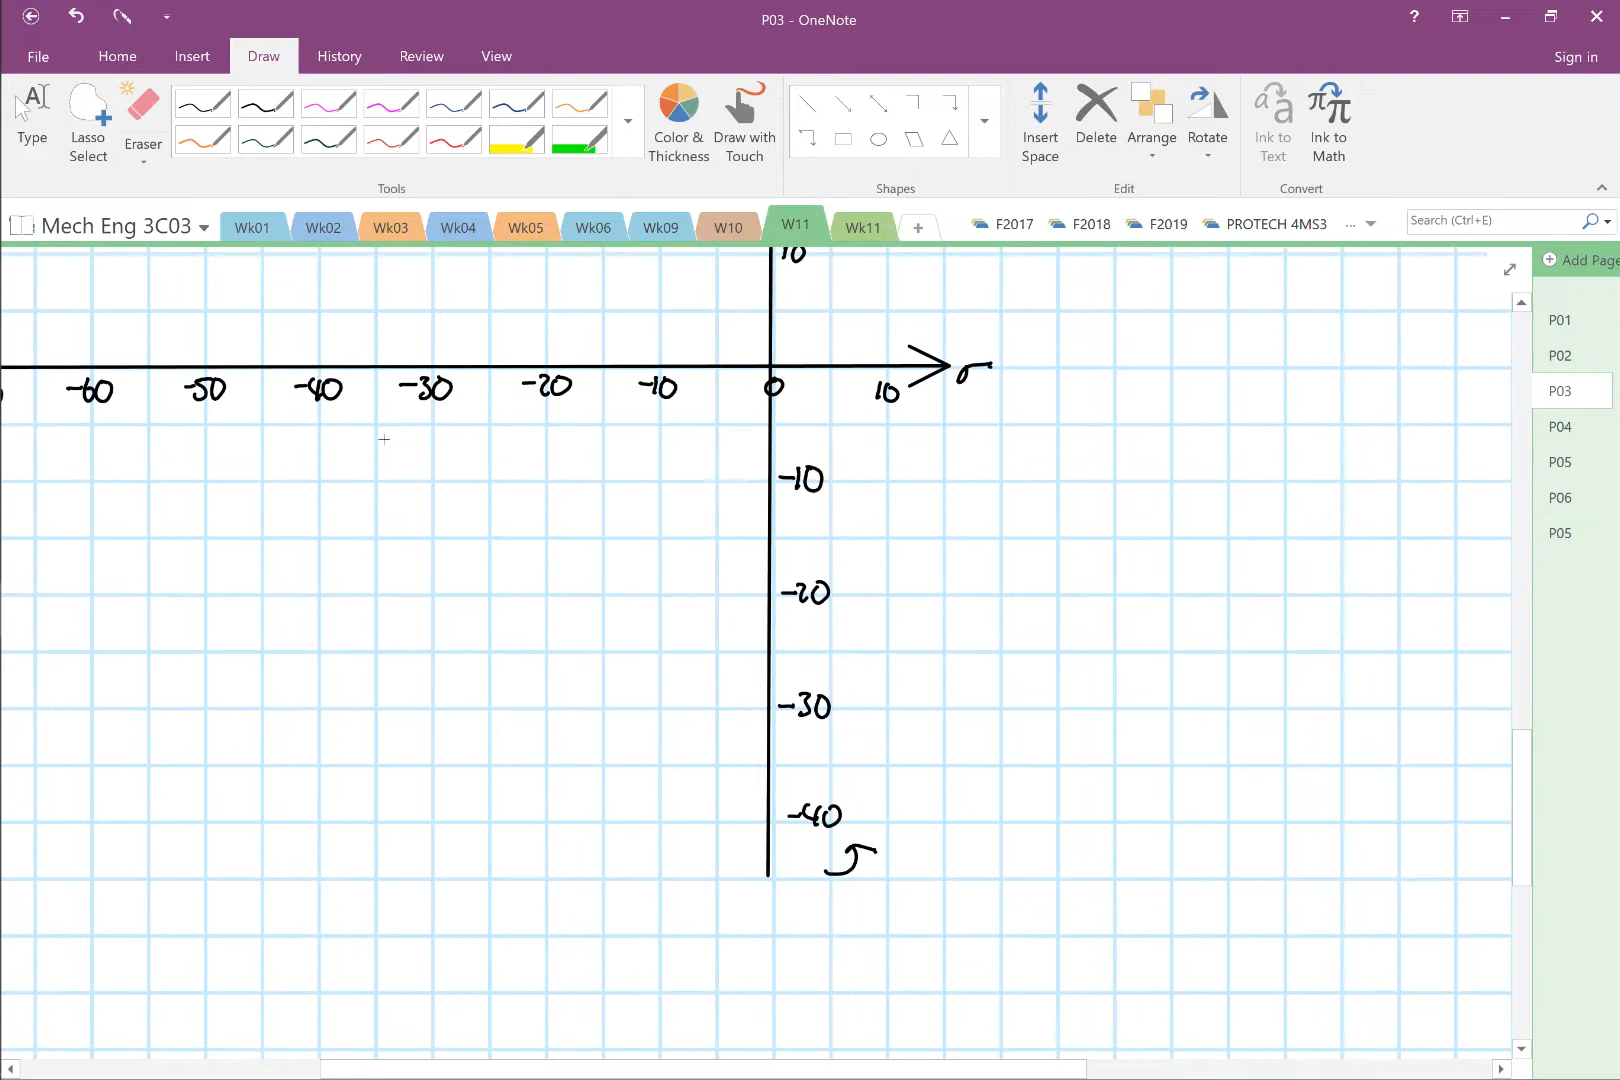 P03 - OneNote
?
File Home Insert Draw History Review View Sign in
Type
Lasso Select
Eraser
Color & Thickness
Draw with Touch
Insert Space
Delete
Arrange
Rotate
Ink to Text
Ink to Math
Tools Shapes Edit Convert
Mech Eng 3C03 Wk01 Wk02 Wk03 Wk04 Wk05 Wk06 Wk09 W10 W11 Wk11 + F2017 F2018 F2019 PROTECH 4MS3 ... Search (Ctrl+E)
Add Page
P01
P02
P03
P04
P05
P06
P05
10
σ
-60 -50 -40 -30 -20 -10 0 10
-10
-20
-30
-40